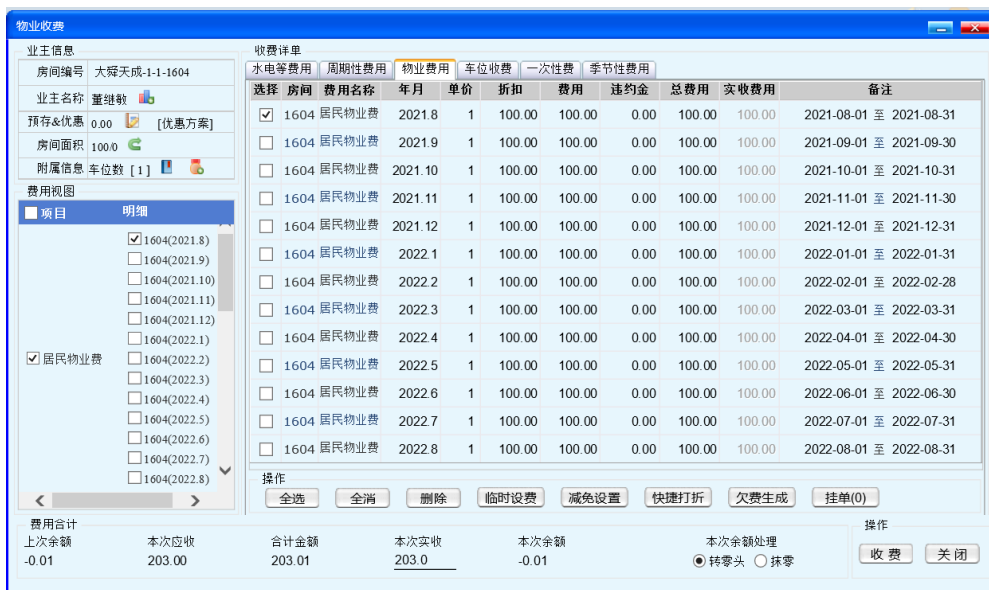 物业收费
业主信息
房间编号 大舜天成-1-1-1604
业主名称 董继敏
预存&优惠 0.00 [优惠方案]
房间面积 100/0
附属信息 车位数 [ 1 ]
费用视图
项目 明细
居民物业费
1604(2021.8)
1604(2021.9)
1604(2021.10)
1604(2021.11)
1604(2021.12)
1604(2022.1)
1604(2022.2)
1604(2022.3)
1604(2022.4)
1604(2022.5)
1604(2022.6)
1604(2022.7)
1604(2022.8)
收费详单
水电等费用 周期性费用 物业费用 车位收费 一次性费 季节性费用
选择 房间 费用名称 年月 单价 折扣 费用 违约金 总费用 实收费用 备注
1604 居民物业费 2021.8 1 100.00 100.00 0.00 100.00 100.00 2021-08-01 至 2021-08-31
1604 居民物业费 2021.9 1 100.00 100.00 0.00 100.00 100.00 2021-09-01 至 2021-09-30
1604 居民物业费 2021.10 1 100.00 100.00 0.00 100.00 100.00 2021-10-01 至 2021-10-31
1604 居民物业费 2021.11 1 100.00 100.00 0.00 100.00 100.00 2021-11-01 至 2021-11-30
1604 居民物业费 2021.12 1 100.00 100.00 0.00 100.00 100.00 2021-12-01 至 2021-12-31
1604 居民物业费 2022.1 1 100.00 100.00 0.00 100.00 100.00 2022-01-01 至 2022-01-31
1604 居民物业费 2022.2 1 100.00 100.00 0.00 100.00 100.00 2022-02-01 至 2022-02-28
1604 居民物业费 2022.3 1 100.00 100.00 0.00 100.00 100.00 2022-03-01 至 2022-03-31
1604 居民物业费 2022.4 1 100.00 100.00 0.00 100.00 100.00 2022-04-01 至 2022-04-30
1604 居民物业费 2022.5 1 100.00 100.00 0.00 100.00 100.00 2022-05-01 至 2022-05-31
1604 居民物业费 2022.6 1 100.00 100.00 0.00 100.00 100.00 2022-06-01 至 2022-06-30
1604 居民物业费 2022.7 1 100.00 100.00 0.00 100.00 100.00 2022-07-01 至 2022-07-31
1604 居民物业费 2022.8 1 100.00 100.00 0.00 100.00 100.00 2022-08-01 至 2022-08-31
操作
全选 全消 删除 临时设费 减免设置 快捷打折 欠费生成 挂单(0)
费用合计
上次余额 本次应收 合计金额 本次实收 本次余额 本次余额处理
-0.01 203.00 203.01 203.0 -0.01 转零头 抹零
操作
收 费 关 闭